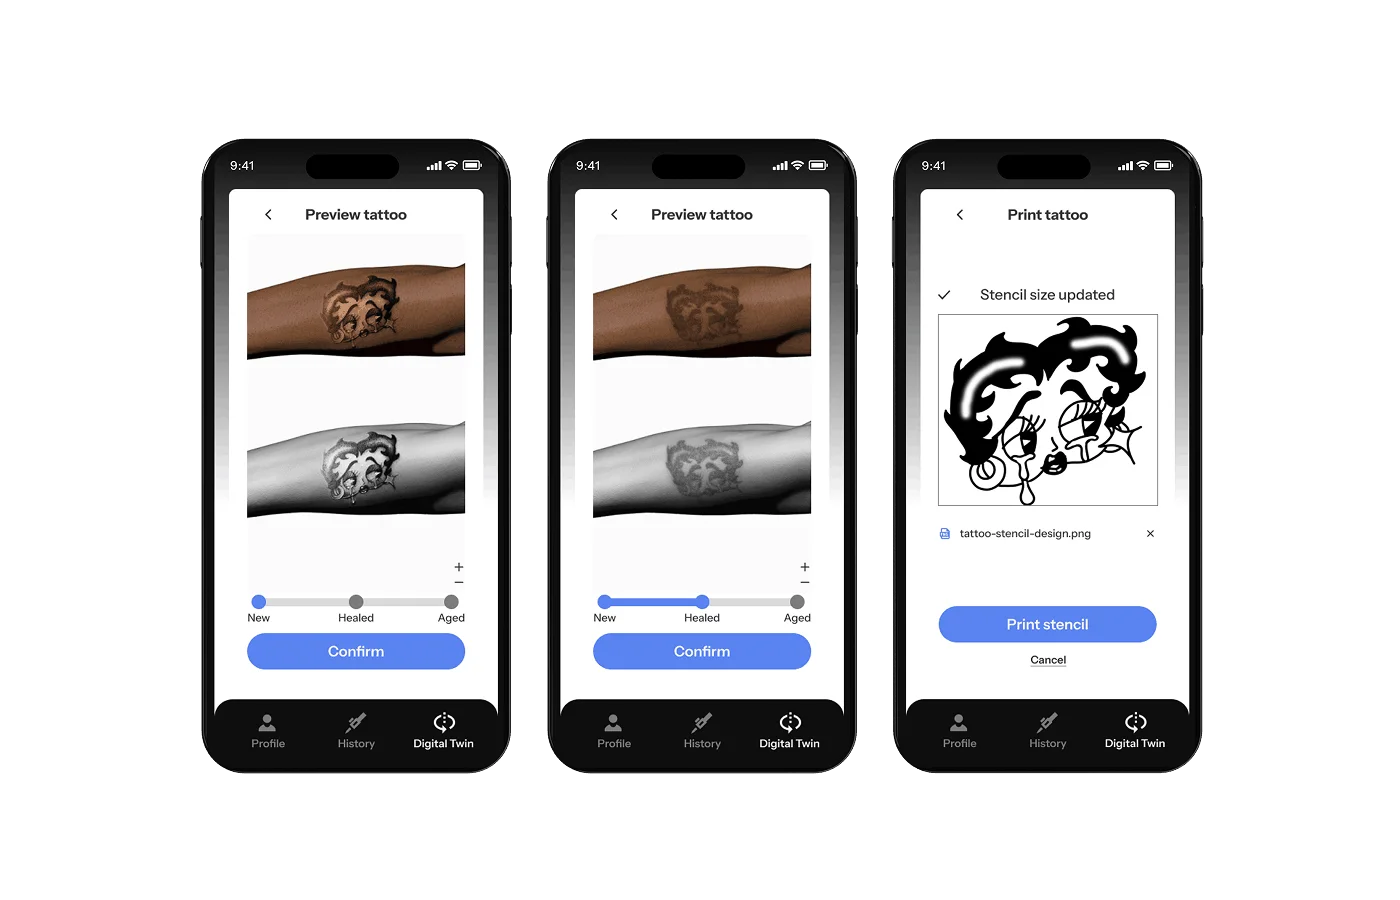 9:41
Preview tattoo
+
−
New Healed Aged
Confirm
Profile History Digital Twin
9:41
Preview tattoo
+
−
New Healed Aged
Confirm
Profile History Digital Twin
9:41
Print tattoo
Stencil size updated
tattoo-stencil-design.png
Print stencil
Cancel
Profile History Digital Twin